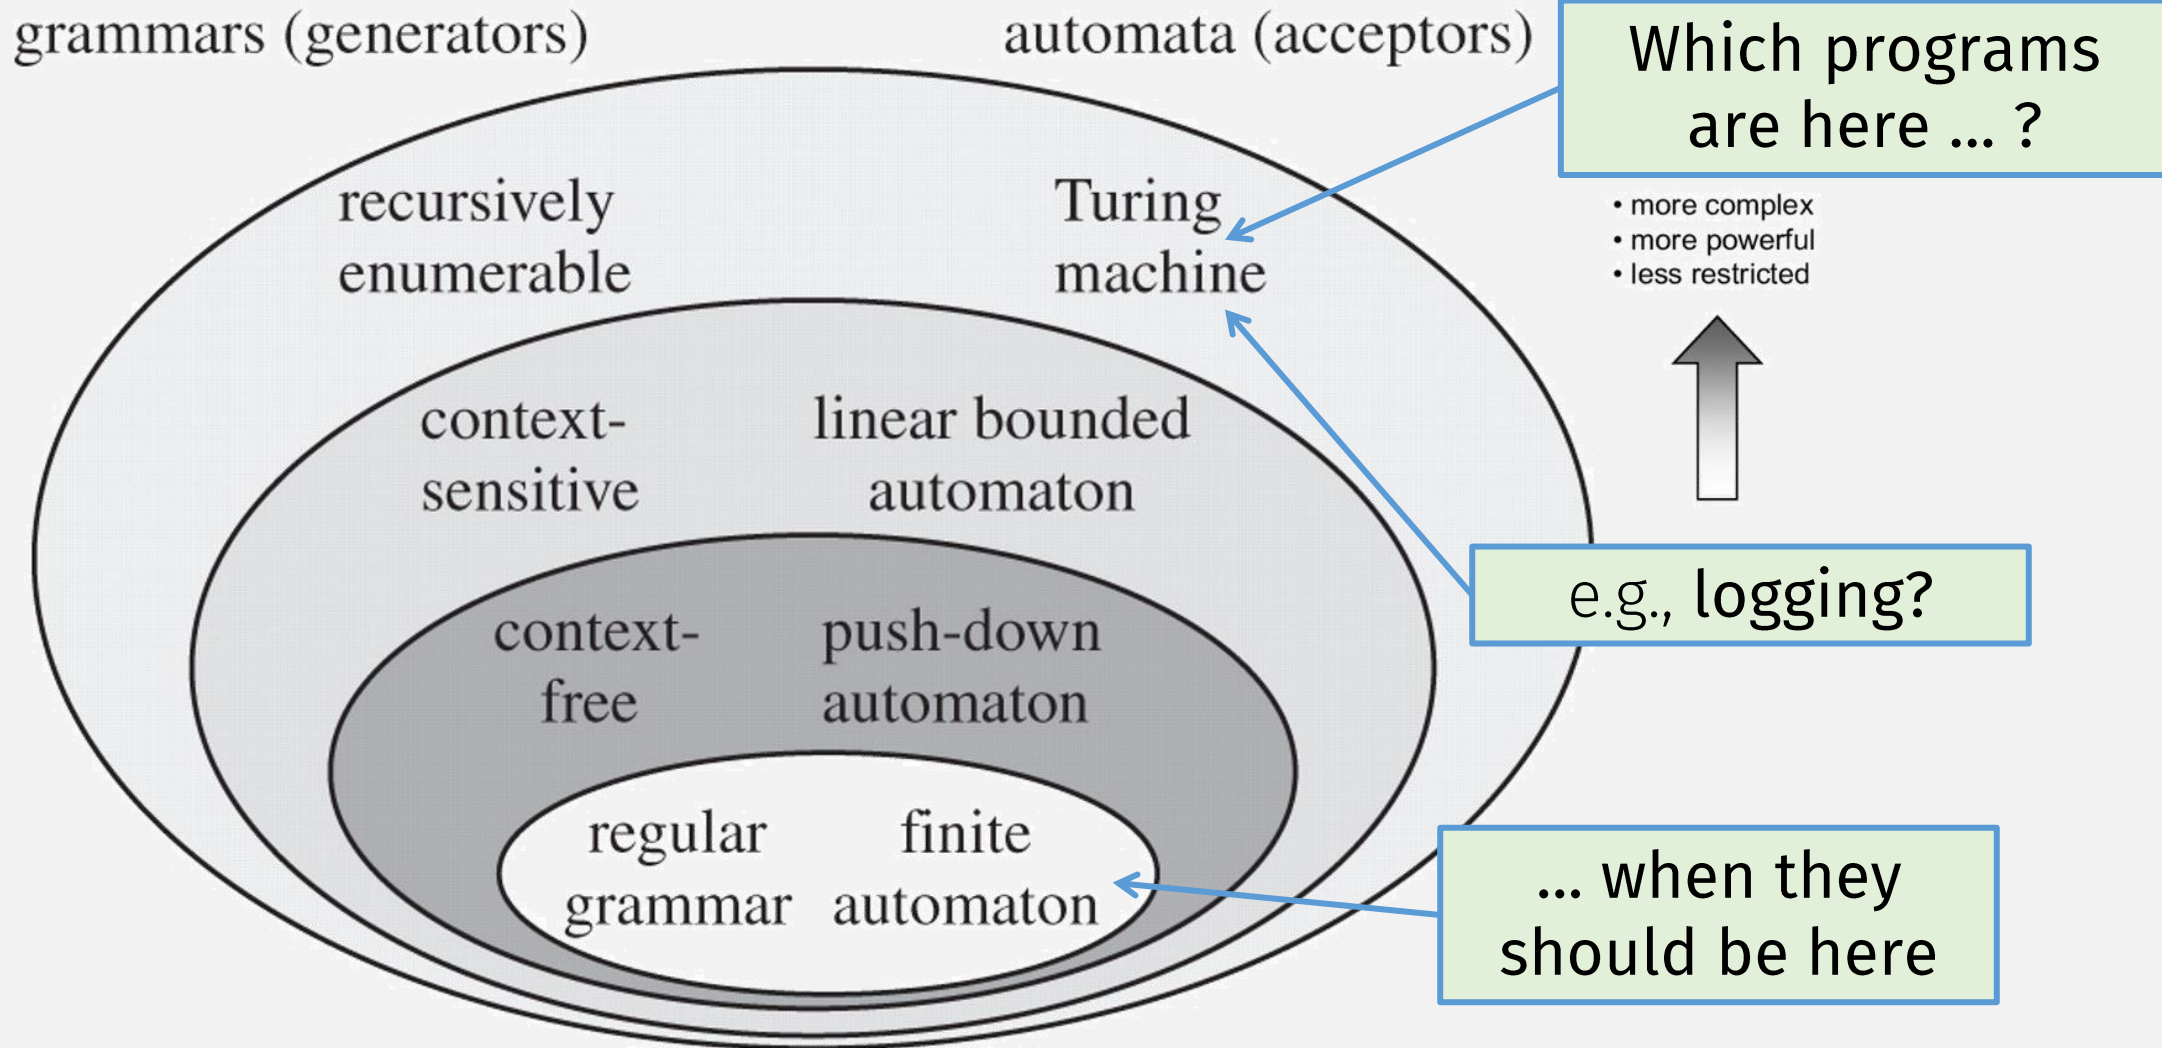 grammars (generators)
automata (acceptors)
Which programs
are here ... ?
recursively
enumerable
Turing
machine
• more complex
• more powerful
• less restricted
context-
sensitive
linear bounded
automaton
e.g., logging?
context-
free
push-down
automaton
regular
grammar
finite
automaton
... when they
should be here